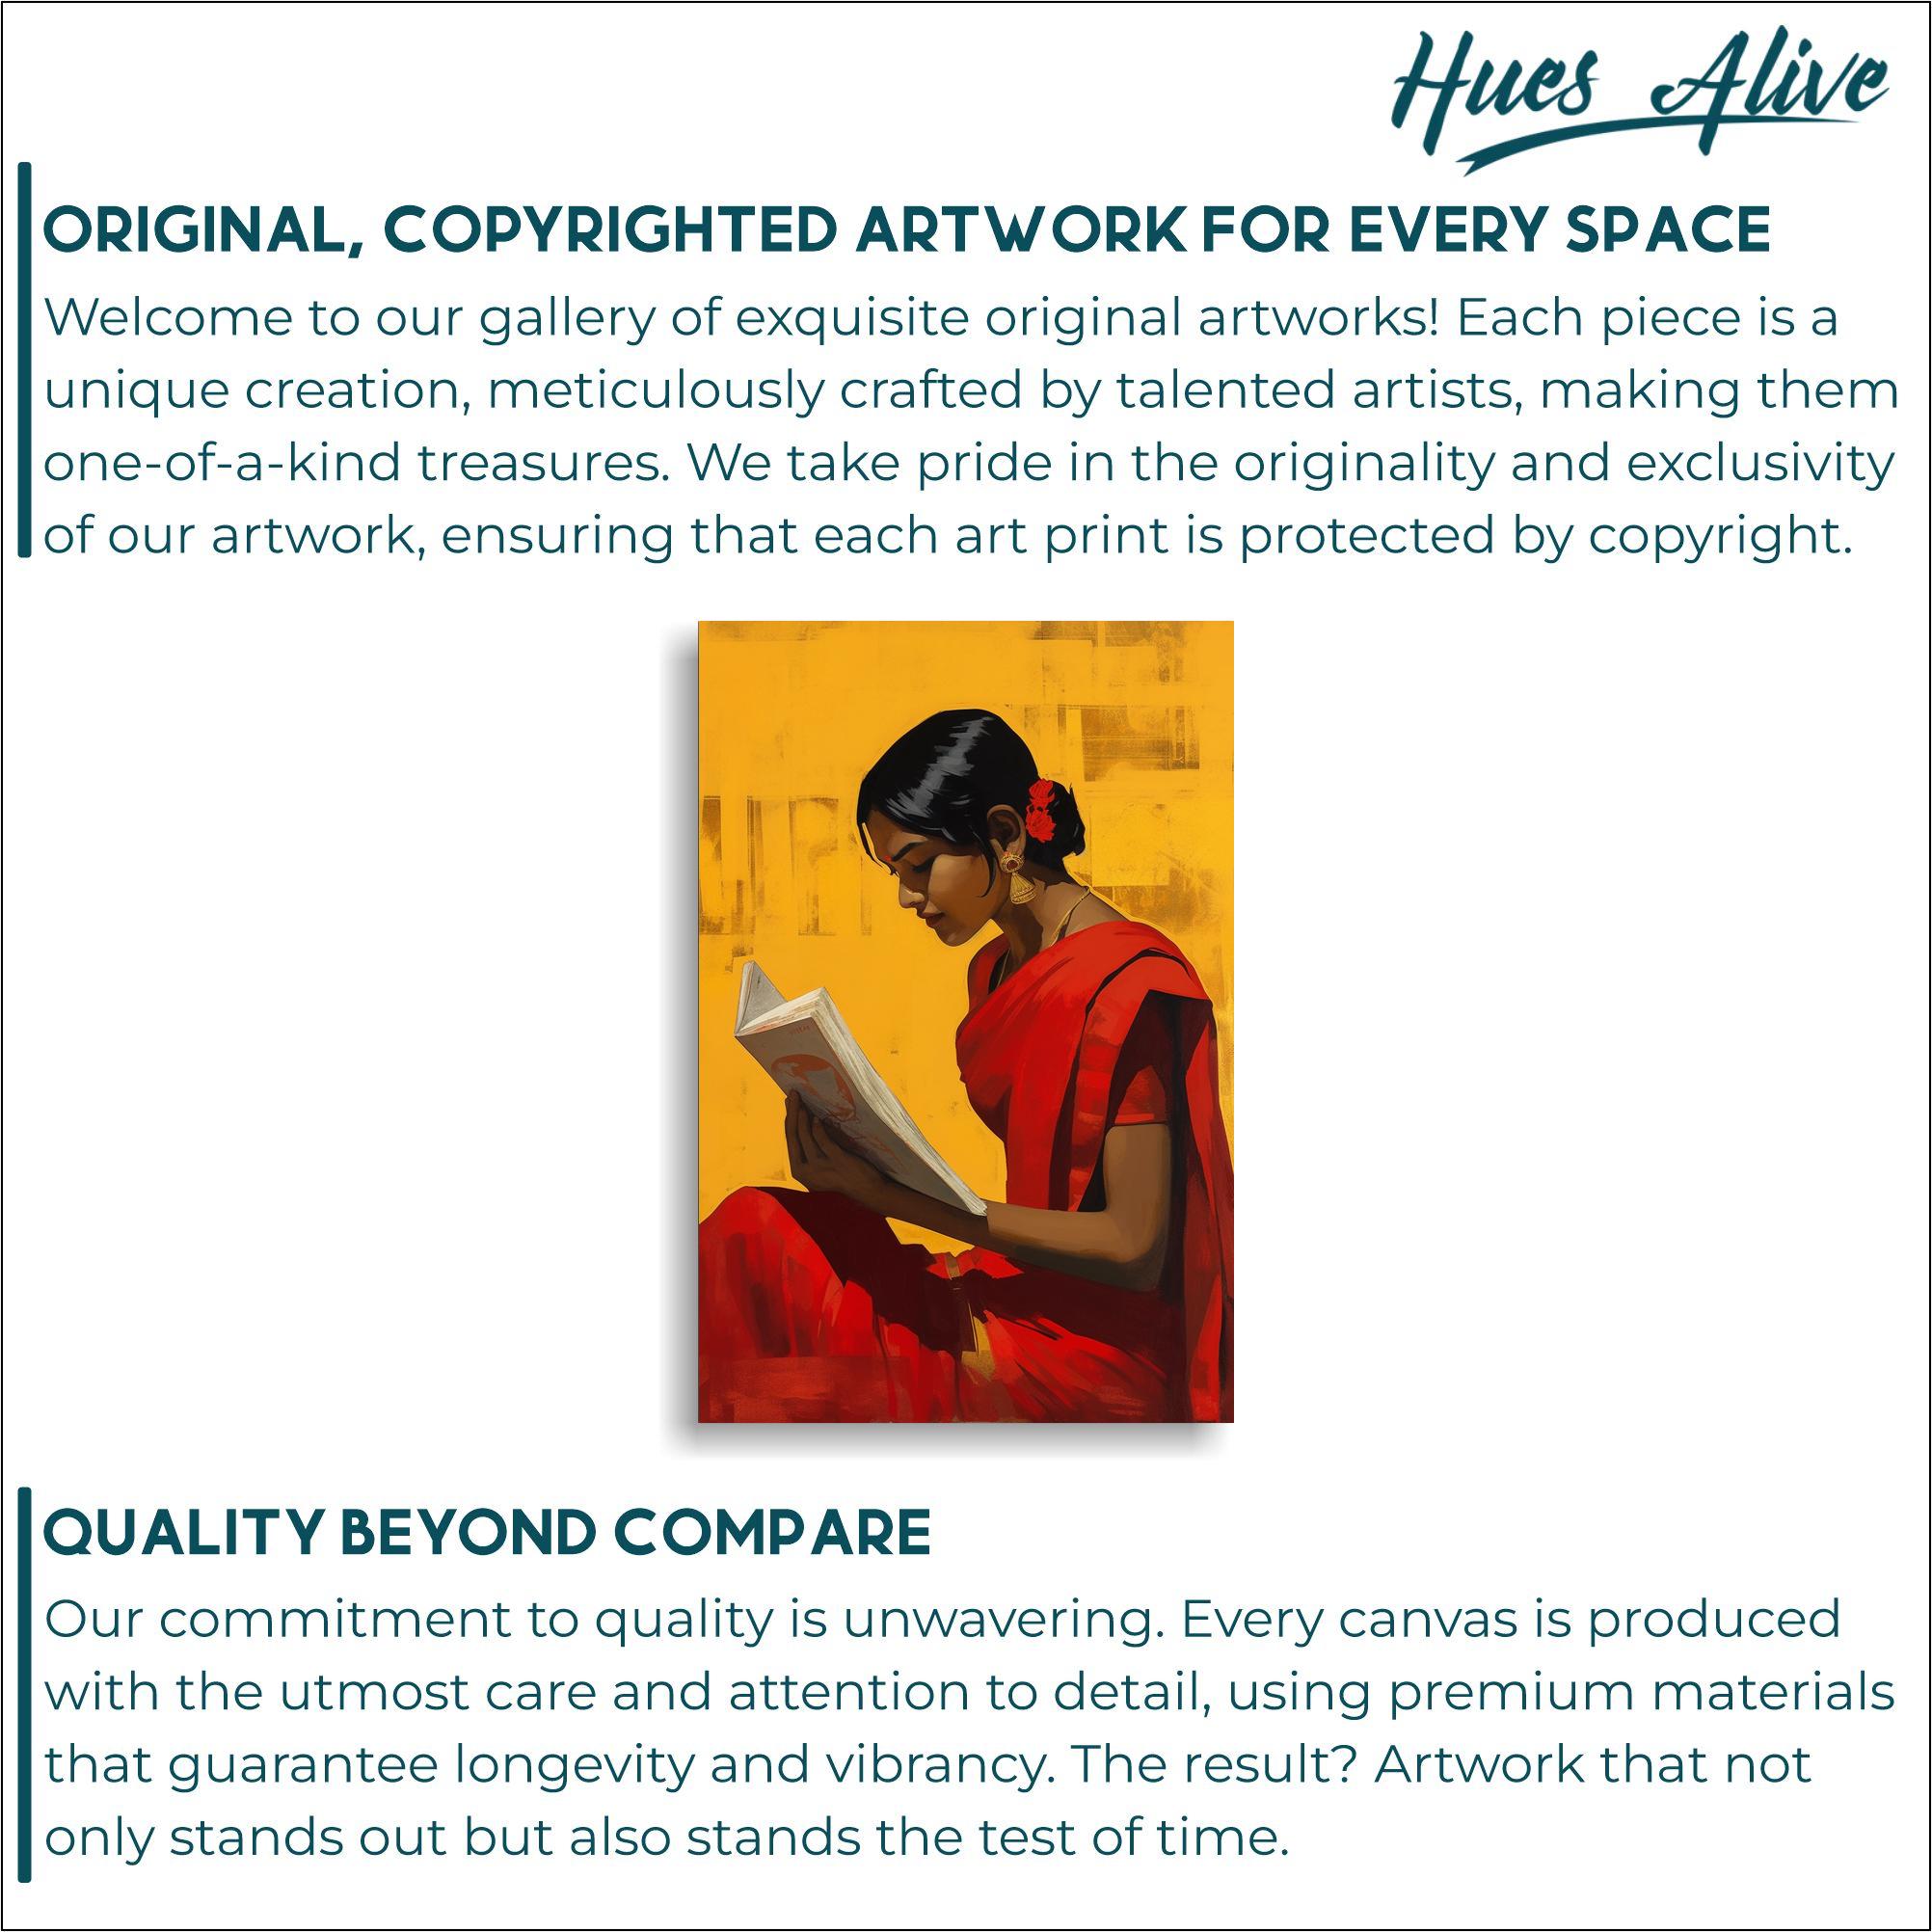 Hues Alive
ORIGINAL, COPYRIGHTED ARTWORK FOR EVERY SPACE
Welcome to our gallery of exquisite original artworks! Each piece is a
unique creation, meticulously crafted by talented artists, making them
one-of-a-kind treasures. We take pride in the originality and exclusivity
of our artwork, ensuring that each art print is protected by copyright.
QUALITY BEYOND COMPARE
Our commitment to quality is unwavering. Every canvas is produced
with the utmost care and attention to detail, using premium materials
that guarantee longevity and vibrancy. The result? Artwork that not
only stands out but also stands the test of time.